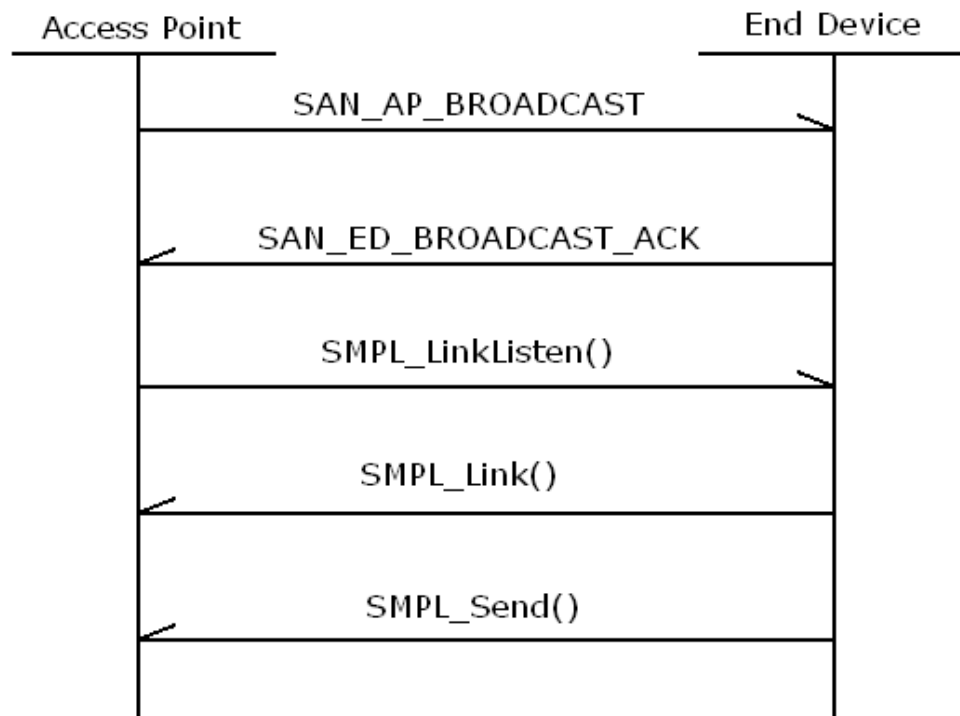 Access Point
End Device
SAN_AP_BROADCAST
SAN_ED_BROADCAST_ACK
SMPL_LinkListen()
SMPL_Link()
SMPL_Send()